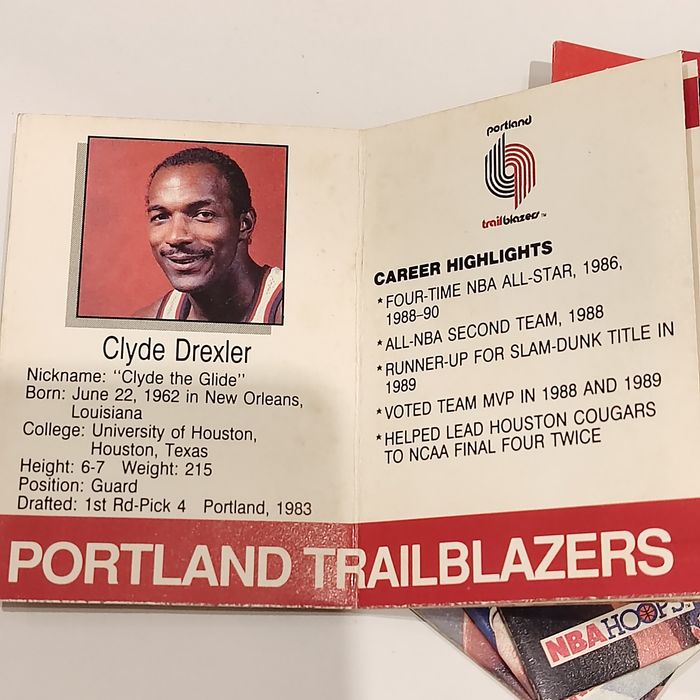 Clyde Drexler
Nickname: "Clyde the Glide"
Born: June 22, 1962 in New Orleans,
Louisiana
College: University of Houston,
Houston, Texas
Height: 6-7 Weight: 215
Position: Guard
Drafted: 1st Rd-Pick 4 Portland, 1983
portland
trailblazers™
CAREER HIGHLIGHTS
*FOUR-TIME NBA ALL-STAR, 1986,
1988-90
*ALL-NBA SECOND TEAM, 1988
*RUNNER-UP FOR SLAM-DUNK TITLE IN
1989
*VOTED TEAM MVP IN 1988 AND 1989
*HELPED LEAD HOUSTON COUGARS
TO NCAA FINAL FOUR TWICE
PORTLAND TRAILBLAZERS
NBA HOOPS